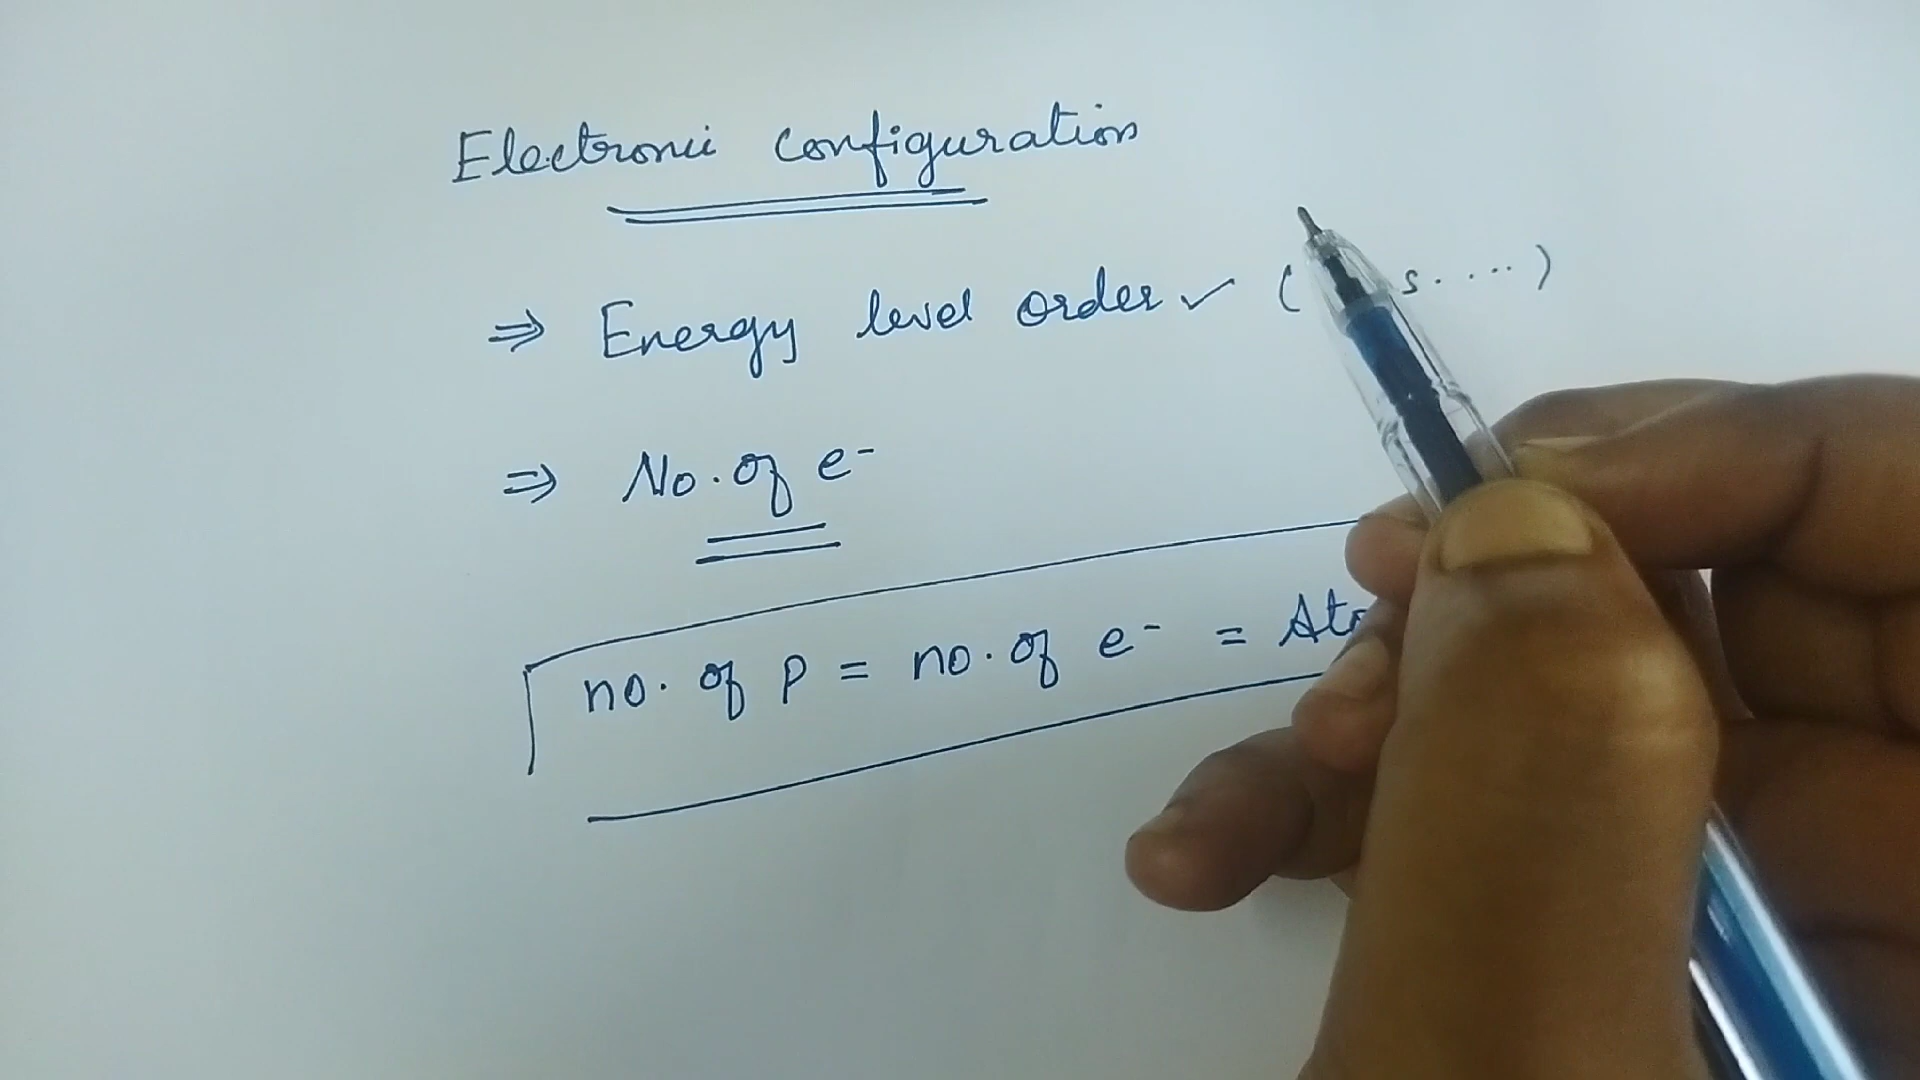 Electronic Configuration
⇒ Energy level order ✓ ( s.....)
⇒ No. of e⁻
no. of p = no. of e⁻ =